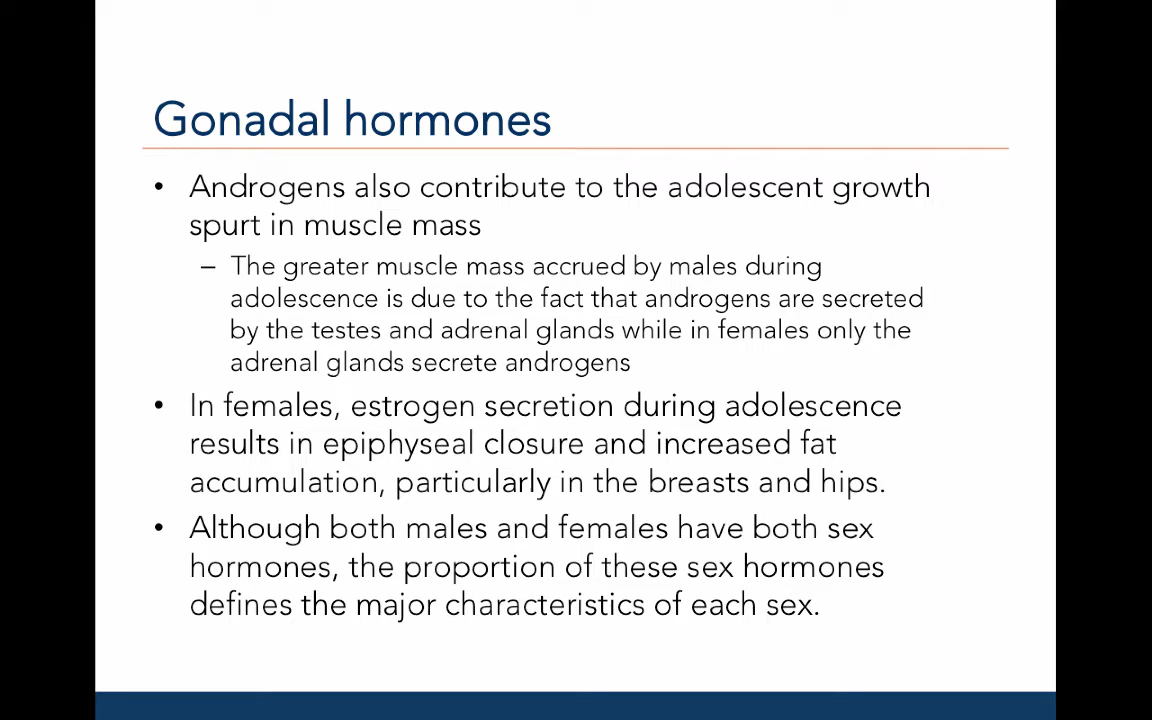 Gonadal hormones
• Androgens also contribute to the adolescent growth
spurt in muscle mass
– The greater muscle mass accrued by males during
adolescence is due to the fact that androgens are secreted
by the testes and adrenal glands while in females only the
adrenal glands secrete androgens
• In females, estrogen secretion during adolescence
results in epiphyseal closure and increased fat
accumulation, particularly in the breasts and hips.
• Although both males and females have both sex
hormones, the proportion of these sex hormones
defines the major characteristics of each sex.